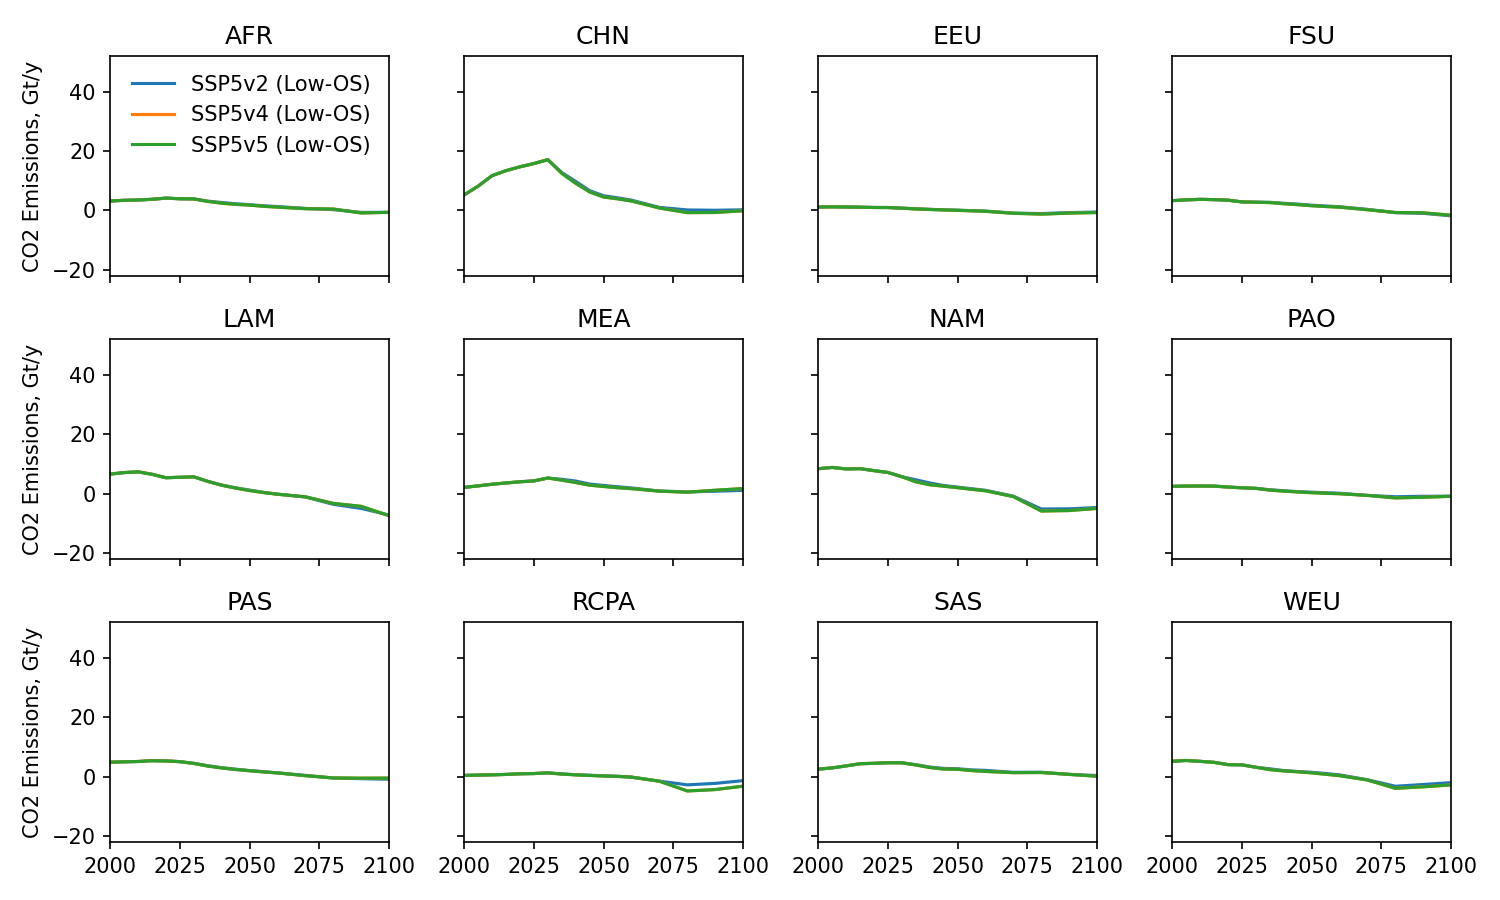 AFR CHN EEU FSU
CO2 Emissions, Gt/y
40
20
0
−20
SSP5v2 (Low-OS)
SSP5v4 (Low-OS)
SSP5v5 (Low-OS)
LAM MEA NAM PAO
CO2 Emissions, Gt/y
40
20
0
−20
PAS RCPA SAS WEU
CO2 Emissions, Gt/y
40
20
0
−20
2000 2025 2050 2075 2100 2000 2025 2050 2075 2100 2000 2025 2050 2075 2100 2000 2025 2050 2075 2100